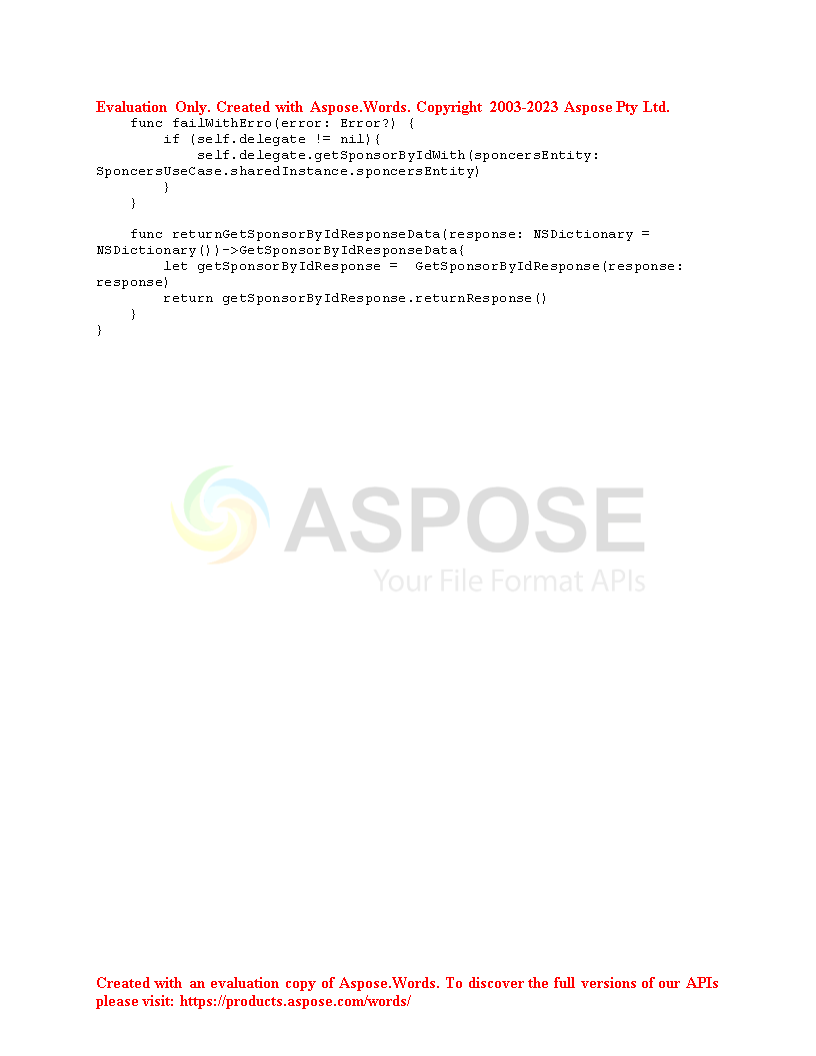 Evaluation Only. Created with Aspose.Words. Copyright 2003-2023 Aspose Pty Ltd.
    func failWithErro(error: Error?) {
        if (self.delegate != nil){
            self.delegate.getSponsorByIdWith(sponcersEntity:
SponcersUseCase.sharedInstance.sponcersEntity)
        }
    }

    func returnGetSponsorByIdResponseData(response: NSDictionary =
NSDictionary())->GetSponsorByIdResponseData{
        let getSponsorByIdResponse =  GetSponsorByIdResponse(response:
response)
        return getSponsorByIdResponse.returnResponse()
    }
}
ASPOSE
Your File Format APIs
Created with an evaluation copy of Aspose.Words. To discover the full versions of our APIs
please visit: https://products.aspose.com/words/